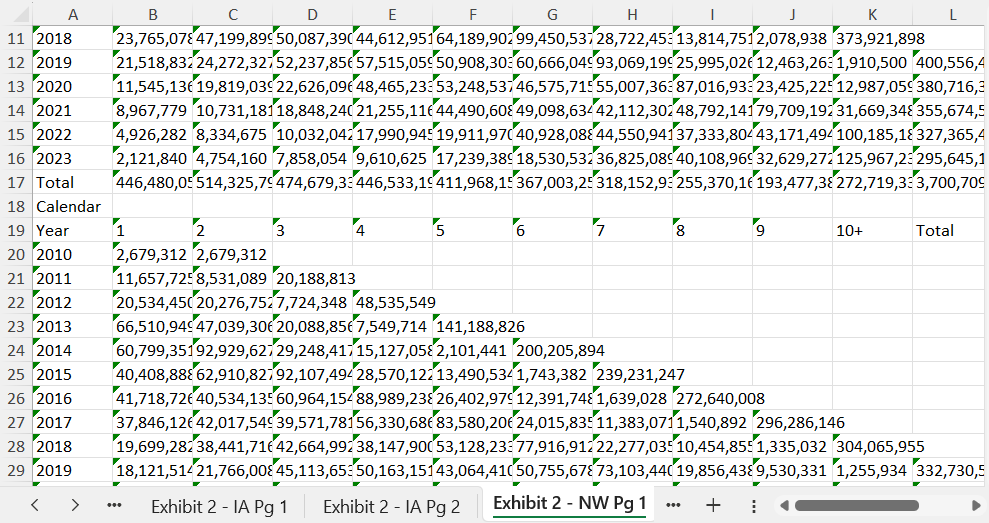 A B C D E F G H I J K L
11 2018 23,765,078 47,199,899 50,087,390 44,612,951 64,189,902 99,450,537 28,722,453 13,814,751 2,078,938 373,921,898
12 2019 21,518,832 24,272,327 52,237,856 57,515,059 50,908,303 60,666,049 93,069,199 25,995,026 12,463,263 1,910,500 400,556,4
13 2020 11,545,136 19,819,039 22,626,096 48,465,233 53,248,537 46,575,715 55,007,363 87,016,933 23,425,225 12,987,059 380,716,3
14 2021 8,967,779 10,731,181 18,848,240 21,255,116 44,490,608 49,098,634 42,112,302 48,792,141 79,709,192 31,669,348 355,674,5
15 2022 4,926,282 8,334,675 10,032,042 17,990,945 19,911,970 40,928,088 44,550,941 37,333,804 43,171,494 100,185,18 327,365,4
16 2023 2,121,840 4,754,160 7,858,054 9,610,625 17,239,389 18,530,532 36,825,089 40,108,969 32,629,272 125,967,23 295,645,1
17 Total 446,480,05 514,325,79 474,679,33 446,533,19 411,968,15 367,003,25 318,152,93 255,370,16 193,477,38 272,719,33 3,700,709
18 Calendar
19 Year 1 2 3 4 5 6 7 8 9 10+ Total
20 2010 2,679,312 2,679,312
21 2011 11,657,725 8,531,089 20,188,813
22 2012 20,534,450 20,276,752 7,724,348 48,535,549
23 2013 66,510,949 47,039,306 20,088,856 7,549,714 141,188,826
24 2014 60,799,351 92,929,627 29,248,417 15,127,058 2,101,441 200,205,894
25 2015 40,408,888 62,910,827 92,107,494 28,570,122 13,490,534 1,743,382 239,231,247
26 2016 41,718,726 40,534,135 60,964,154 88,989,238 26,402,979 12,391,748 1,639,028 272,640,008
27 2017 37,846,126 42,017,549 39,571,781 56,330,686 83,580,206 24,015,835 11,383,071 1,540,892 296,286,146
28 2018 19,699,282 38,441,716 42,664,992 38,147,900 53,128,233 77,916,912 22,277,035 10,454,855 1,335,032 304,065,955
29 2019 18,121,514 21,766,008 45,113,653 50,163,151 43,064,410 50,755,678 73,103,440 19,856,438 9,530,331 1,255,934 332,730,5
Exhibit 2 - IA Pg 1 Exhibit 2 - IA Pg 2 Exhibit 2 - NW Pg 1